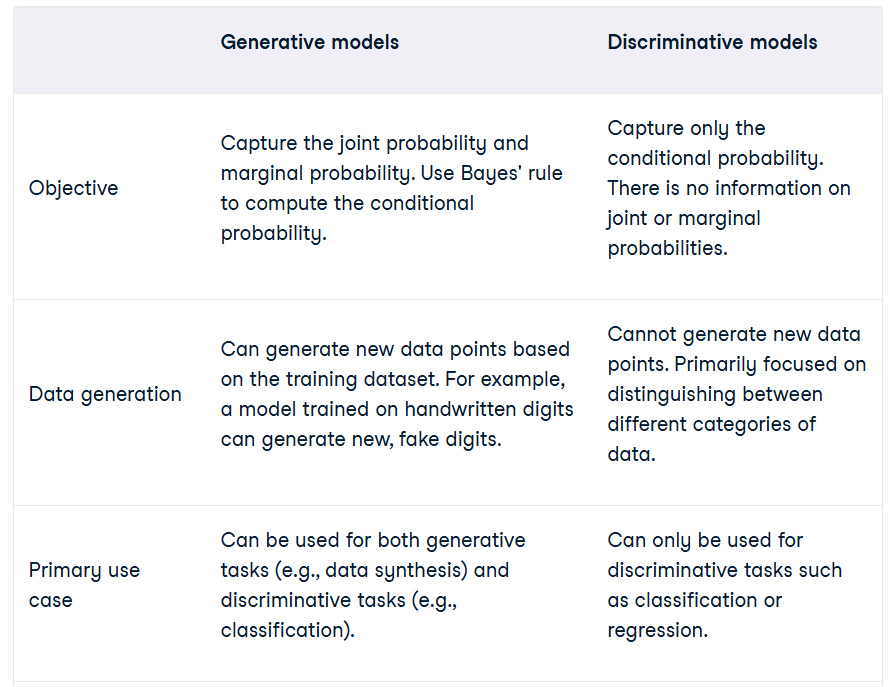 Generative models
Discriminative models
Objective
Capture the joint probability and
marginal probability. Use Bayes' rule
to compute the conditional
probability.
Capture only the
conditional probability.
There is no information on
joint or marginal
probabilities.
Data generation
Can generate new data points based
on the training dataset. For example,
a model trained on handwritten digits
can generate new, fake digits.
Cannot generate new data
points. Primarily focused on
distinguishing between
different categories of
data.
Primary use
case
Can be used for both generative
tasks (e.g., data synthesis) and
discriminative tasks (e.g.,
classification).
Can only be used for
discriminative tasks such
as classification or
regression.